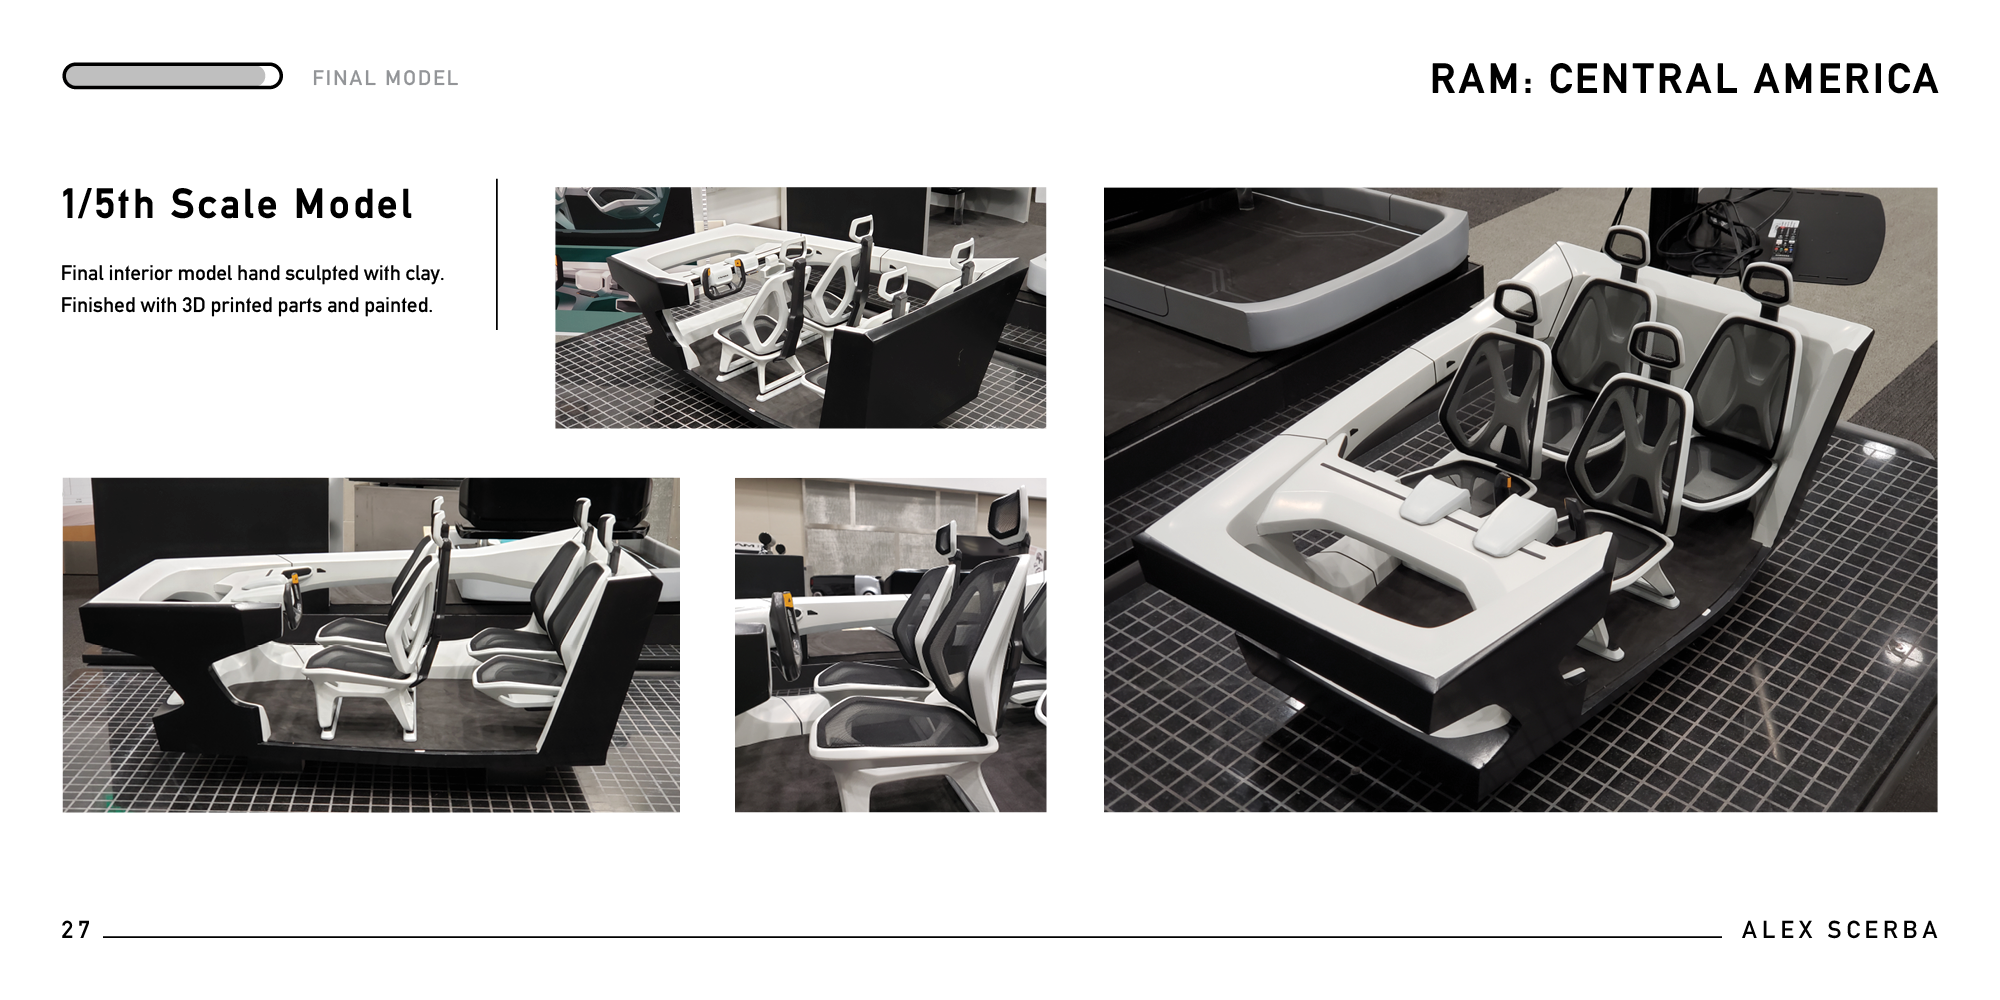 FINAL MODEL
RAM: CENTRAL AMERICA
1/5th Scale Model
Final interior model hand sculpted with clay.
Finished with 3D printed parts and painted.
27
ALEX SCERBA